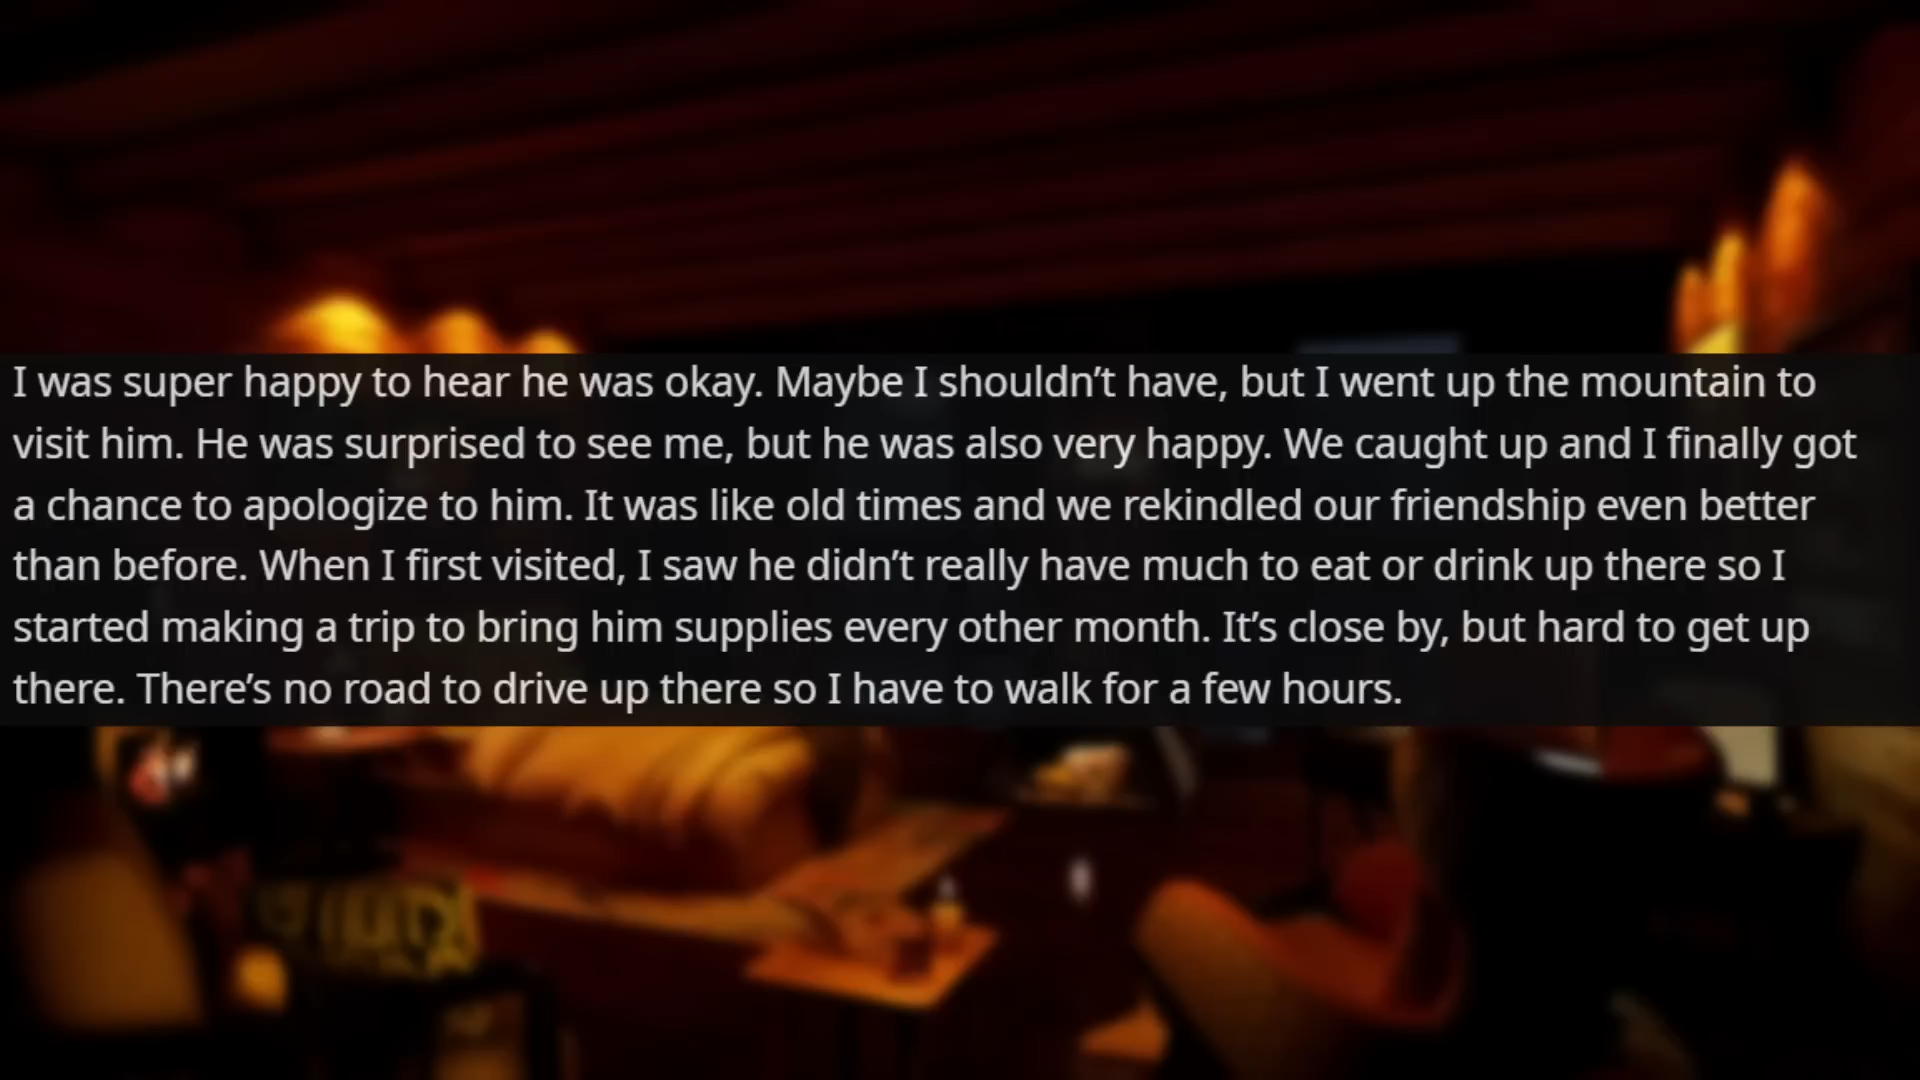 I was super happy to hear he was okay. Maybe I shouldn’t have, but I went up the mountain to
visit him. He was surprised to see me, but he was also very happy. We caught up and I finally got
a chance to apologize to him. It was like old times and we rekindled our friendship even better
than before. When I first visited, I saw he didn’t really have much to eat or drink up there so I
started making a trip to bring him supplies every other month. It’s close by, but hard to get up
there. There’s no road to drive up there so I have to walk for a few hours.